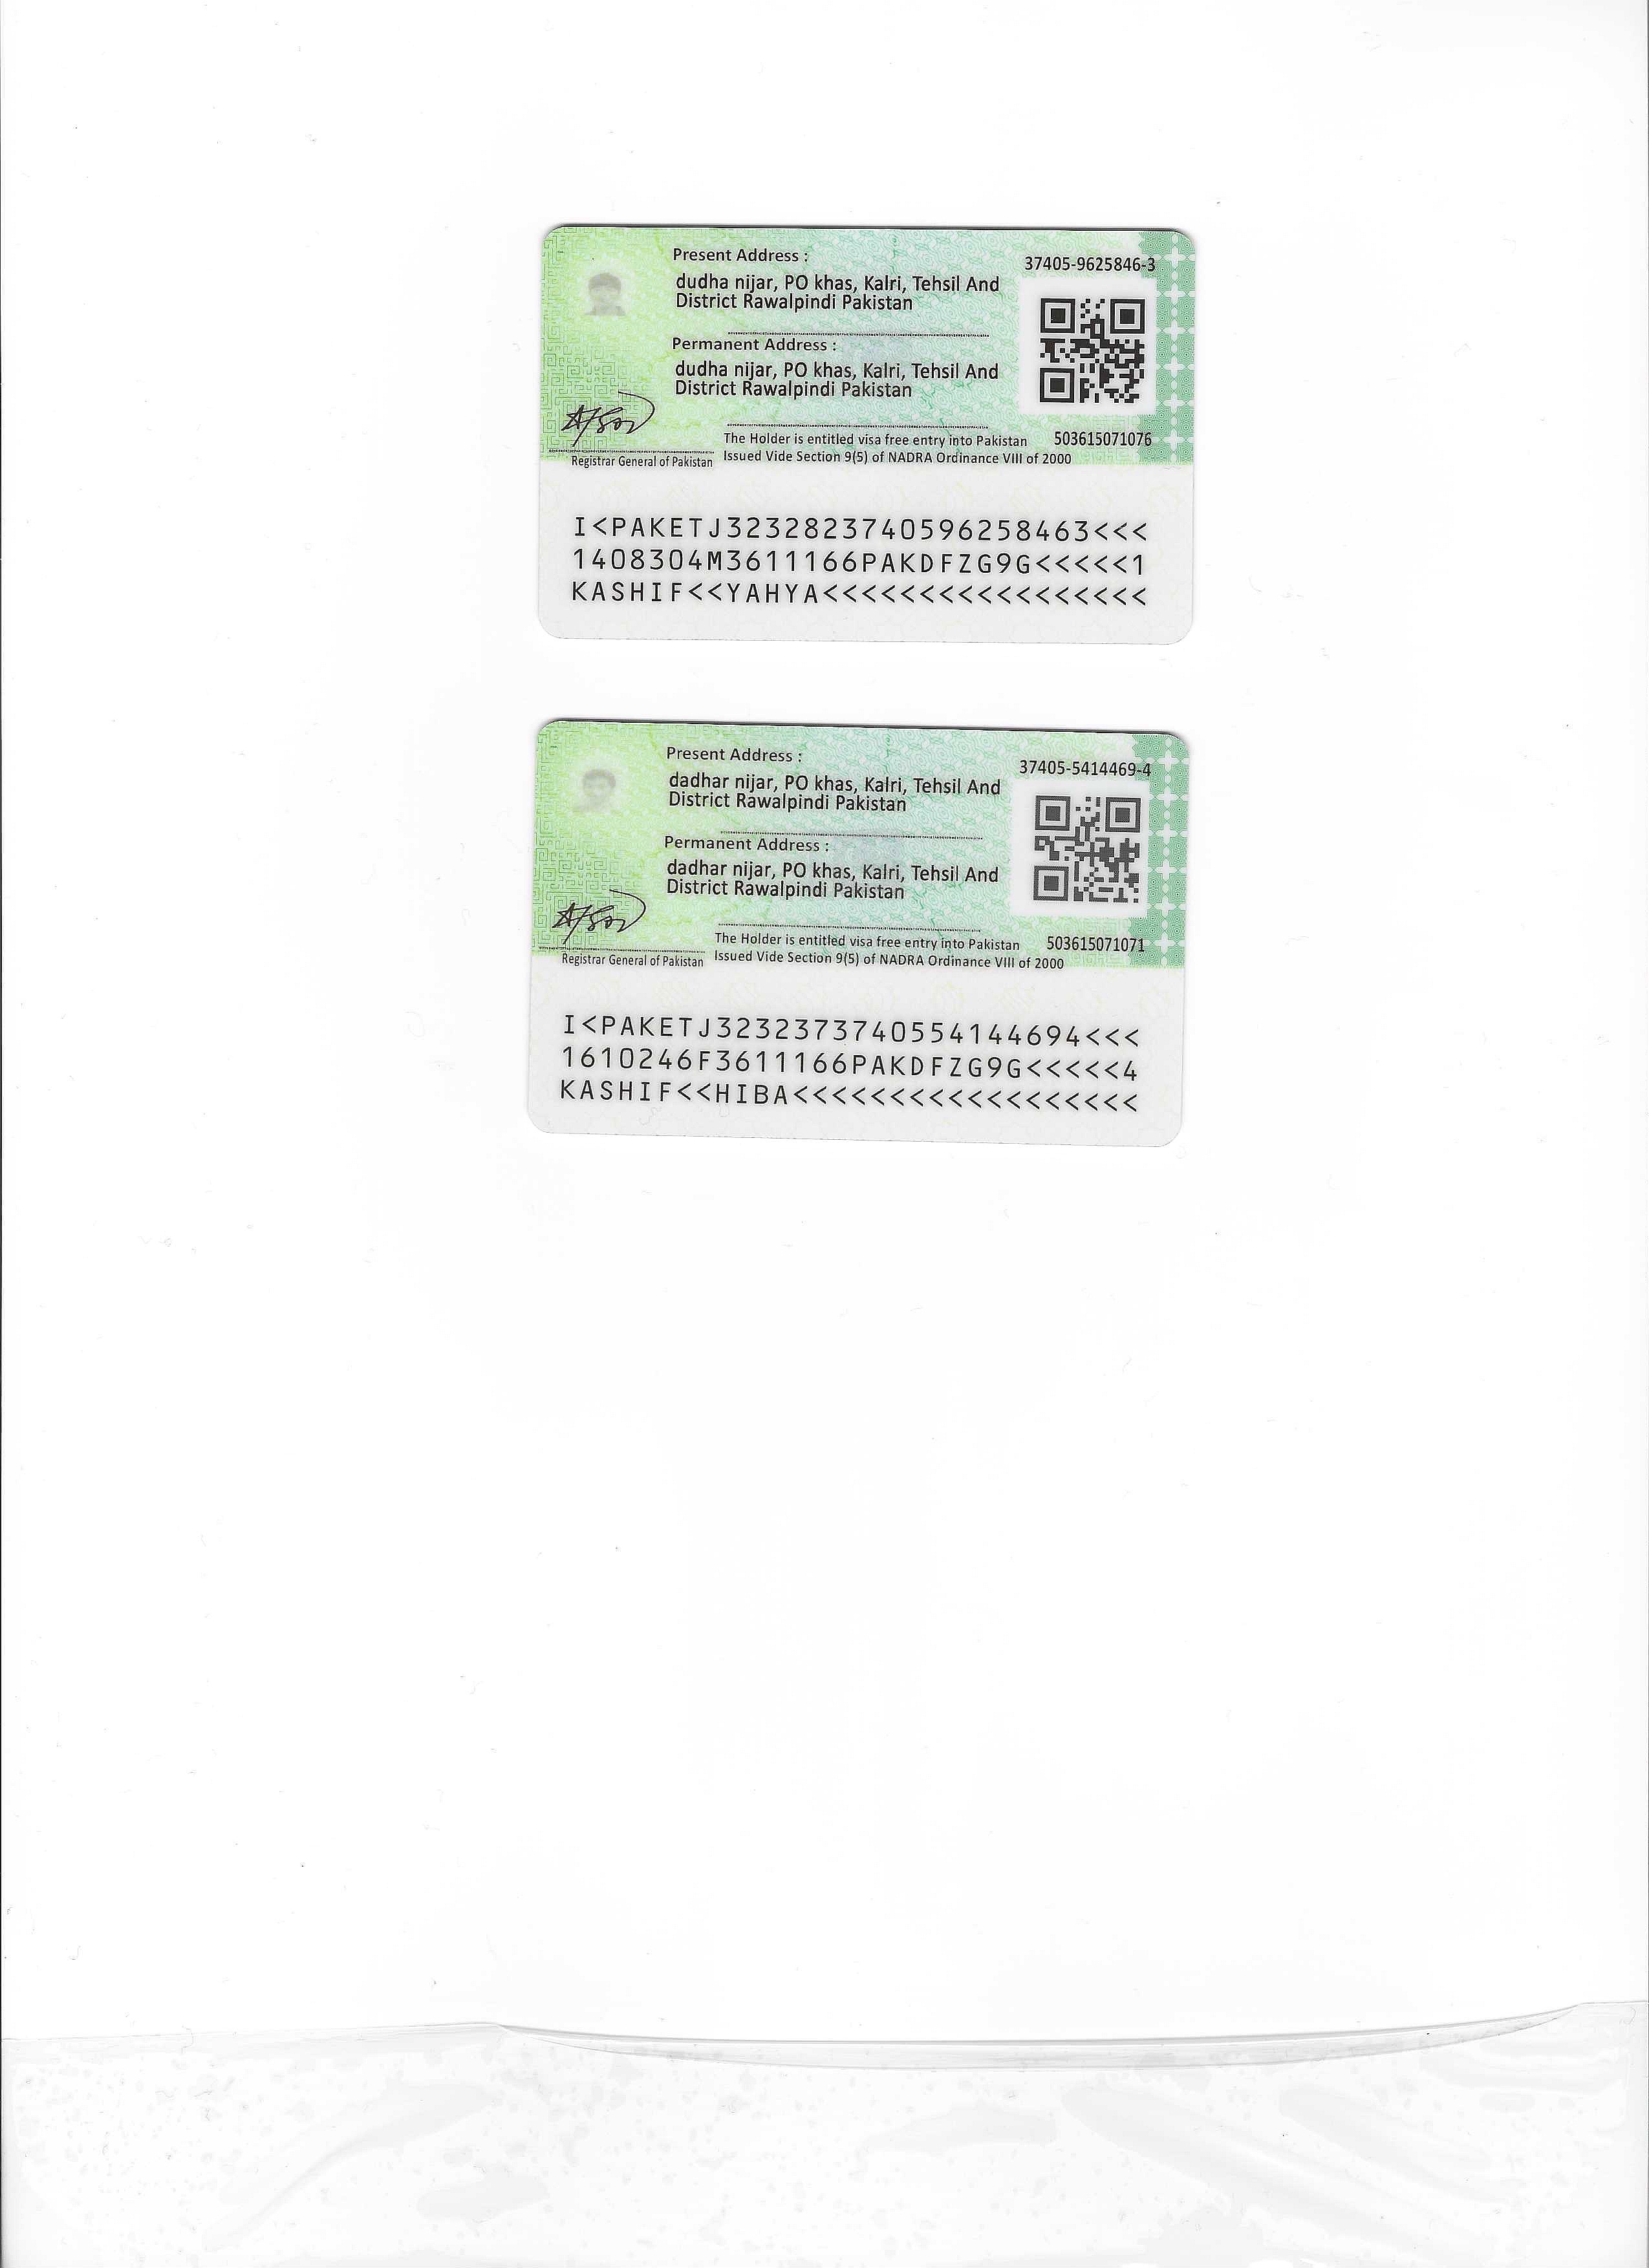 Present Address :
37405-9625846-3
dudha nijar, PO khas, Kalri, Tehsil And
District Rawalpindi Pakistan
Permanent Address :
dudha nijar, PO khas, Kalri, Tehsil And
District Rawalpindi Pakistan
The Holder is entitled visa free entry into Pakistan 503615071076
Registrar General of Pakistan Issued Vide Section 9(5) of NADRA Ordinance VIII of 2000
I<PAKETJ3232823740596258463<<<
1408304M3611166PAKDFZG9G<<<<<1
KASHIF<<YAHYA<<<<<<<<<<<<<<<<<
Present Address :
37405-5414469-4
dadhar nijar, PO khas, Kalri, Tehsil And
District Rawalpindi Pakistan
Permanent Address :
dadhar nijar, PO khas, Kalri, Tehsil And
District Rawalpindi Pakistan
The Holder is entitled visa free entry into Pakistan 503615071071
Registrar General of Pakistan Issued Vide Section 9(5) of NADRA Ordinance VIII of 2000
I<PAKETJ3232373740554144694<<<
1610246F3611166PAKDFZG9G<<<<<4
KASHIF<<HIBA<<<<<<<<<<<<<<<<<<